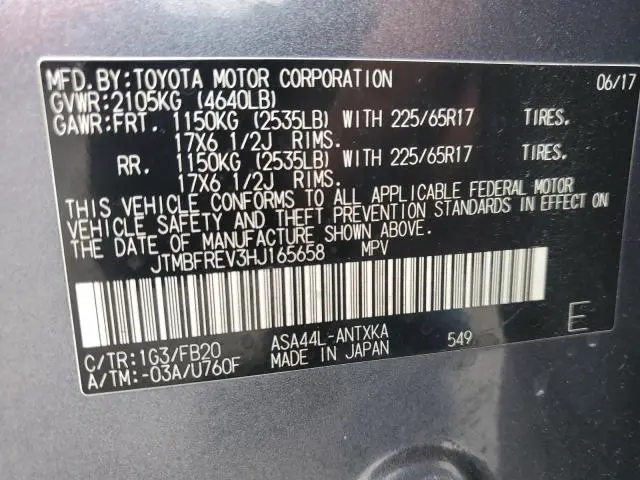 MFD.BY:TOYOTA MOTOR CORPORATION 06/17
GVWR:2105KG (4640LB)
GAWR:FRT. 1150KG (2535LB) WITH 225/65R17 TIRES.
17X6 1/2J RIMS.
RR. 1150KG (2535LB) WITH 225/65R17 TIRES.
17X6 1/2J RIMS.
THIS VEHICLE CONFORMS TO ALL APPLICABLE FEDERAL MOTOR
VEHICLE SAFETY AND THEFT PREVENTION STANDARDS IN EFFECT ON
THE DATE OF MANUFACTURE SHOWN ABOVE.
JTMBFREV3HJ165658 MPV
C/TR:1G3/FB20 ASA44L-ANTXKA
A/TM:-03A/U760F MADE IN JAPAN 549 E